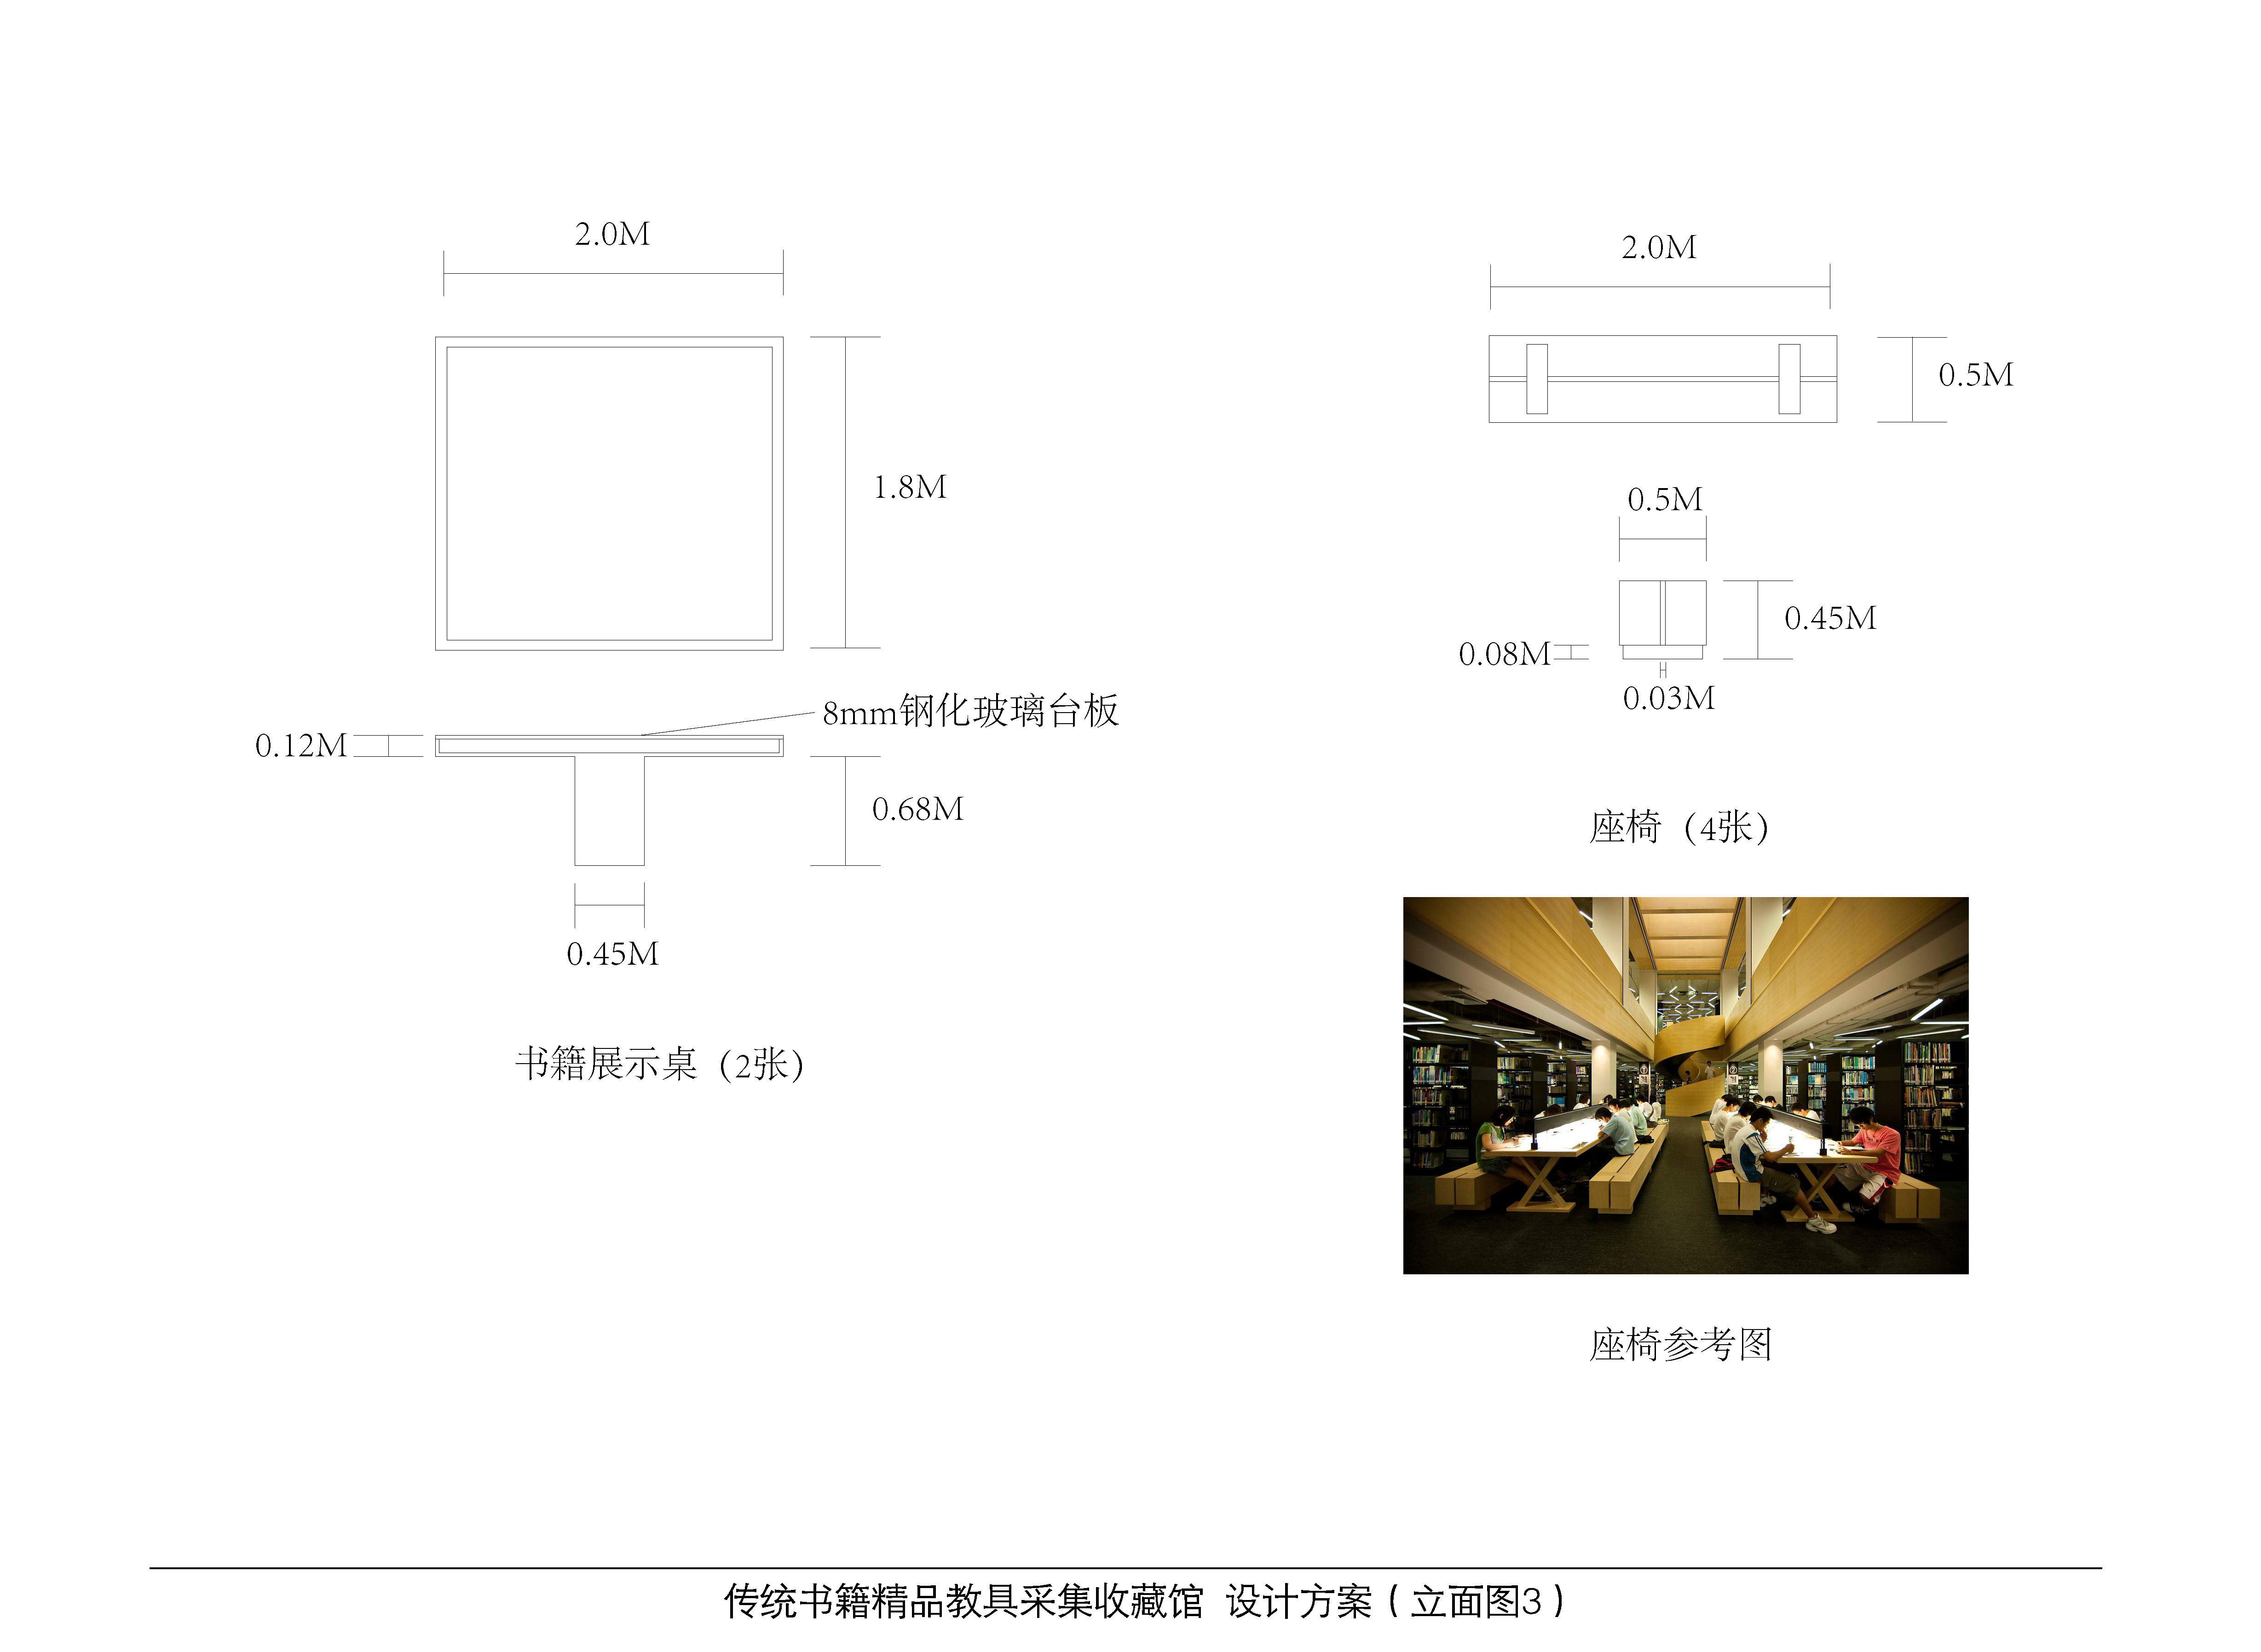 2.0M
1.8M
8mm钢化玻璃台板
0.12M
0.68M
0.45M
书籍展示桌（2张）
2.0M
0.5M
0.5M
0.45M
0.08M
0.03M
座椅（4张）
座椅参考图
传统书籍精品教具采集收藏馆 设计方案（立面图3）